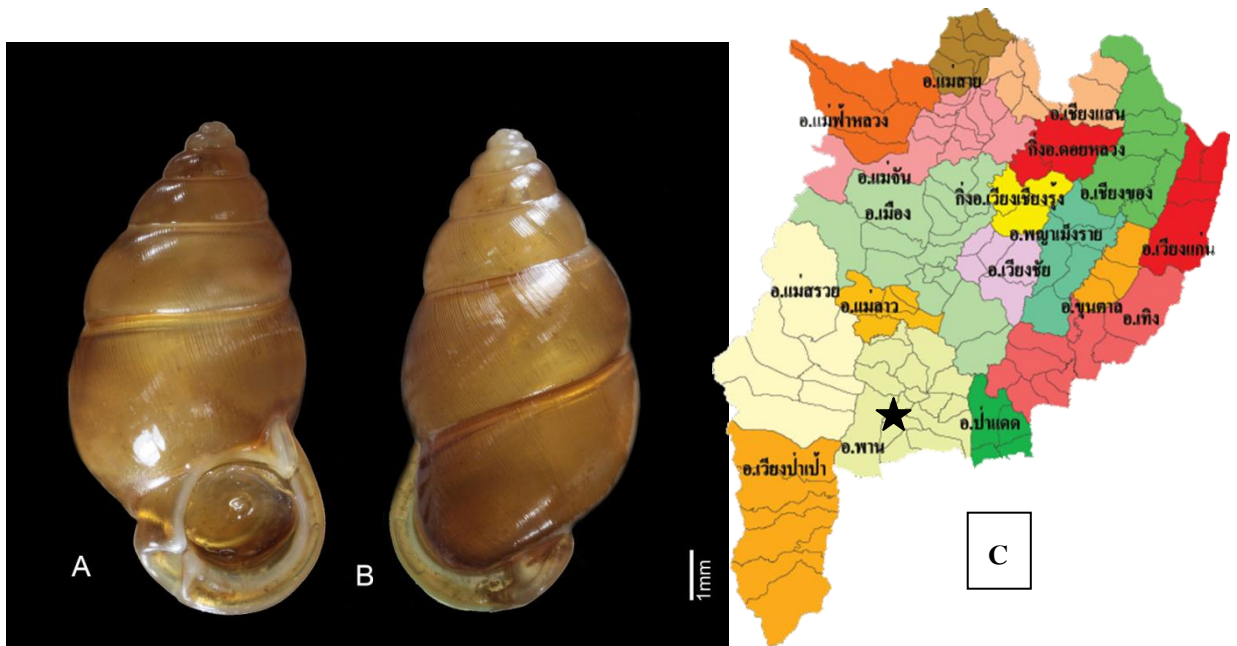 A
B
1mm
อ.แม่สาย
อ.เชียงแสน
อ.แม่ฟ้าหลวง
กิ่งอ.ดอยหลวง
อ.แม่จัน
กิ่งอ.เวียงเชียงรุ้ง
อ.เชียงของ
อ.เมือง
อ.พญาเม็งราย
อ.เวียงแก่น
อ.เวียงชัย
อ.แม่สรวย
อ.แม่ลาว
อ.ขุนตาล
อ.เทิง
อ.ป่าแดด
อ.พาน
อ.เวียงป่าเป้า
C